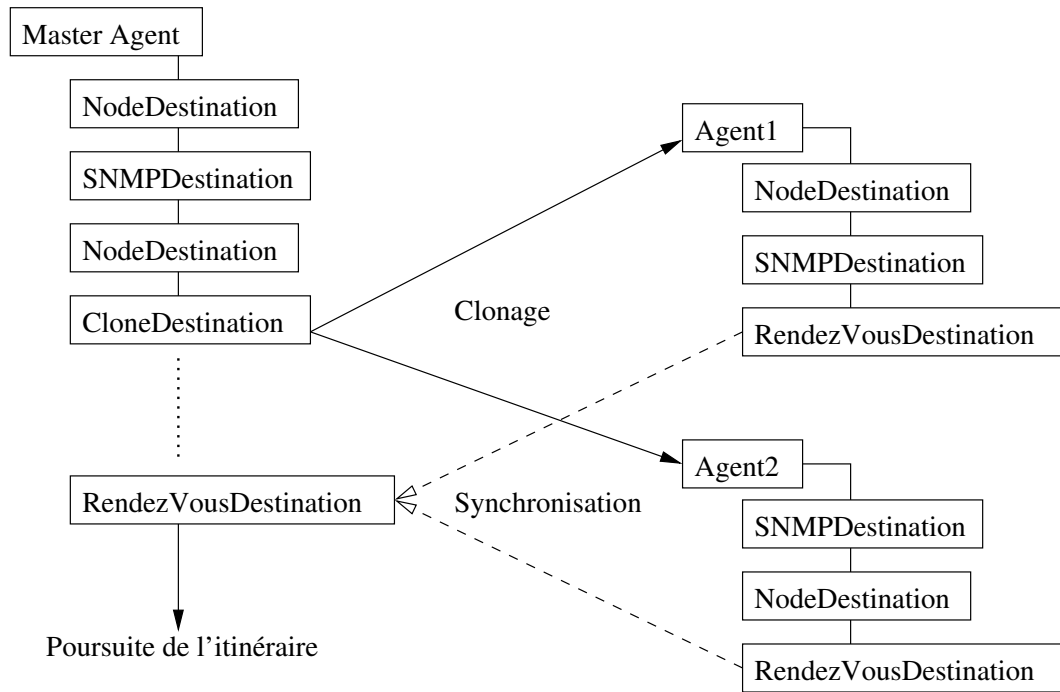 Master Agent
NodeDestination
SNMPDestination
NodeDestination
CloneDestination
RendezVousDestination
Poursuite de l'itinéraire
Clonage
Synchronisation
Agent1
NodeDestination
SNMPDestination
RendezVousDestination
Agent2
SNMPDestination
NodeDestination
RendezVousDestination